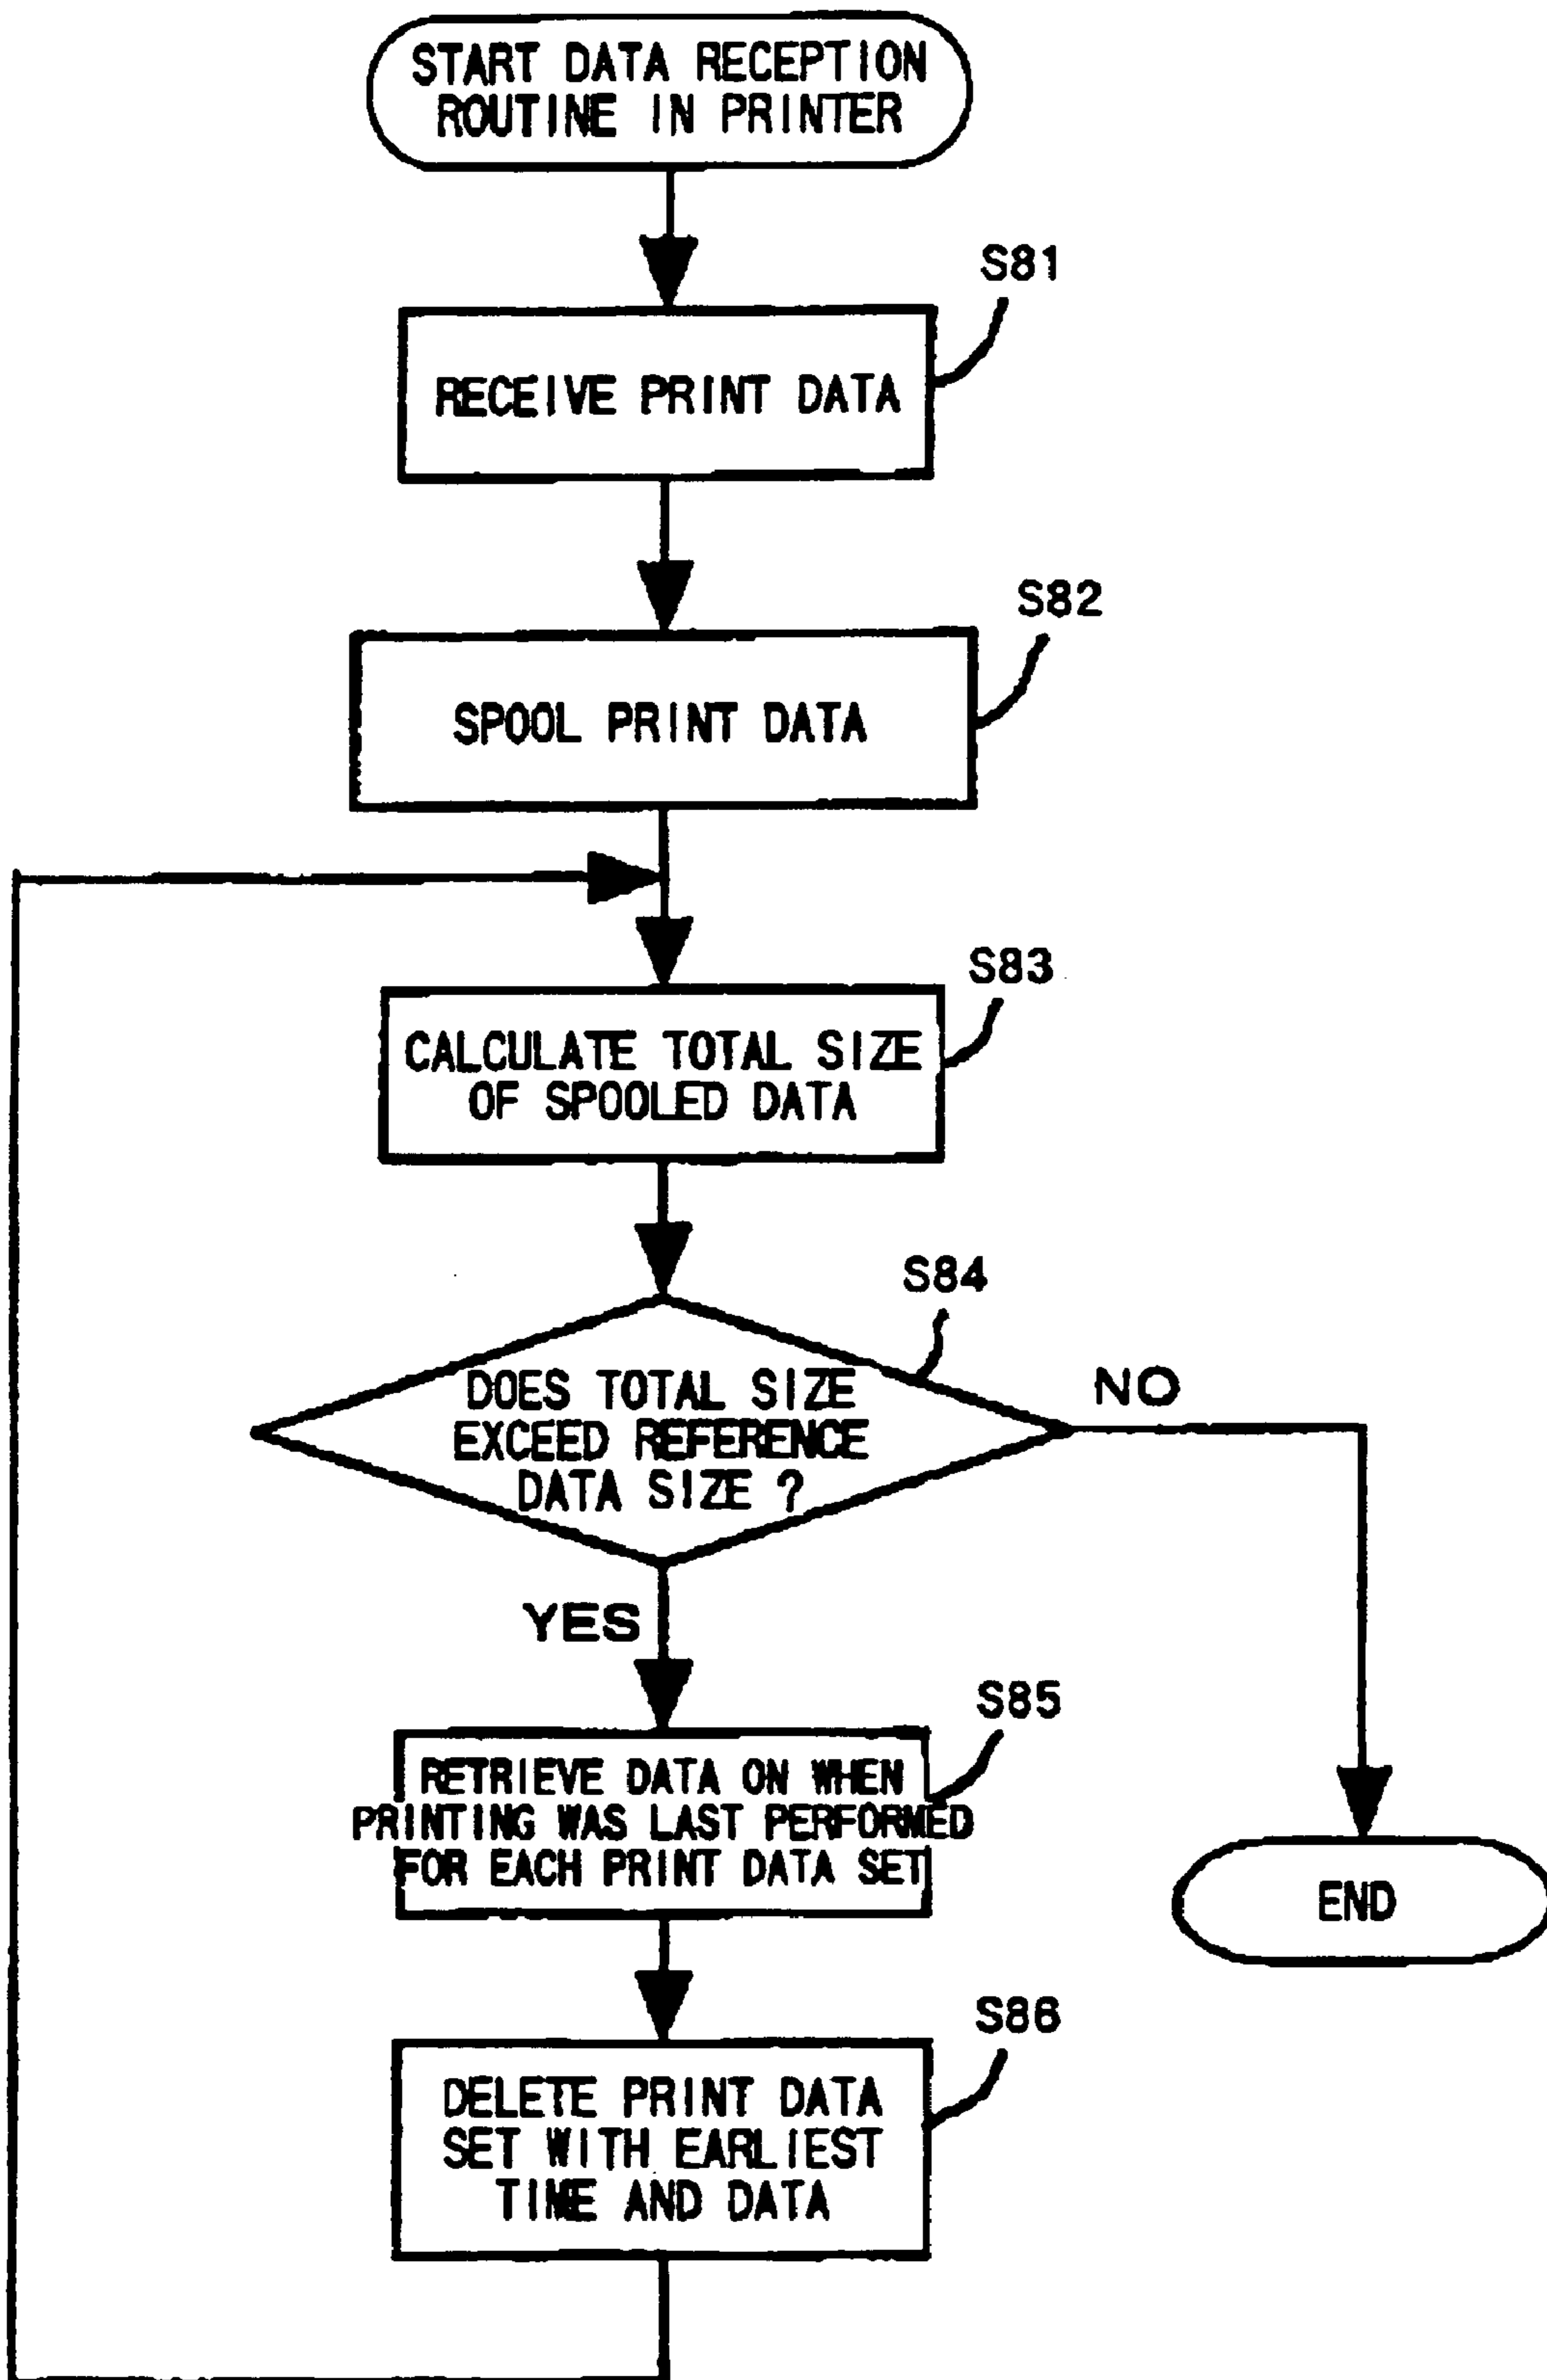 START DATA RECEPTION
ROUTINE IN PRINTER
S81
RECEIVE PRINT DATA
S82
SPOOL PRINT DATA
S83
CALCULATE TOTAL SIZE
OF SPOOLED DATA
S84
DOES TOTAL SIZE
EXCEED REFERENCE
DATA SIZE ?
NO
YES
S85
RETRIEVE DATA ON WHEN
PRINTING WAS LAST PERFORMED
FOR EACH PRINT DATA SET
END
S86
DELETE PRINT DATA
SET WITH EARLIEST
TIME AND DATA